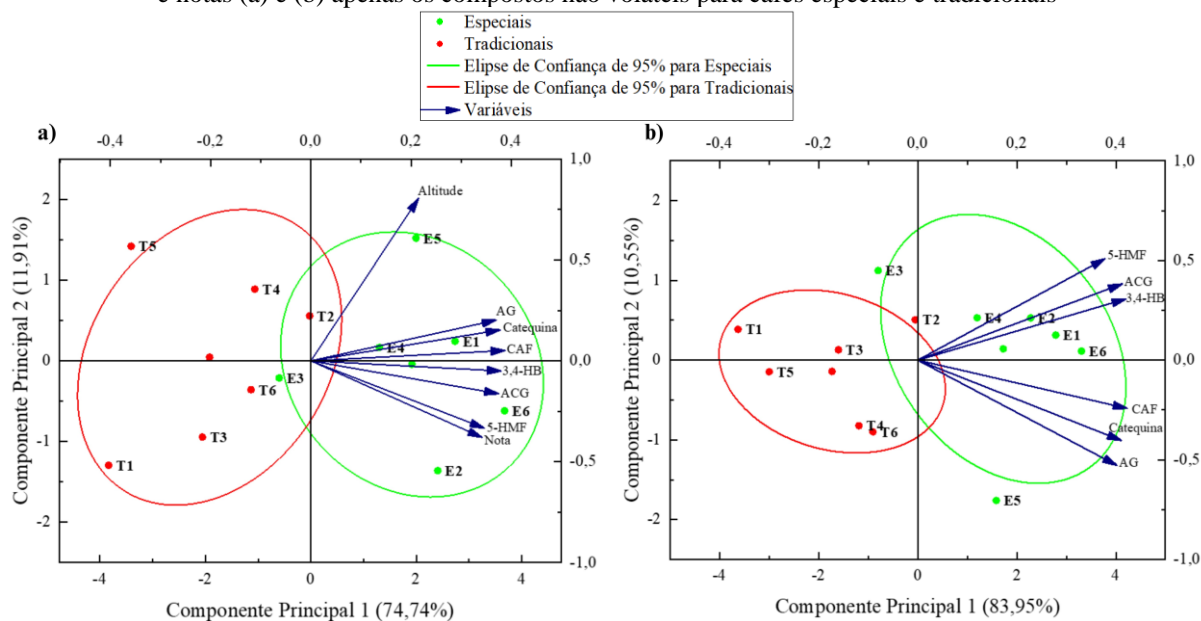 e notas (a) e (b) apenas os compostos não voláteis para cafés especiais e tradicionais
Especiais
Tradicionais
Elipse de Confiança de 95% para Especiais
Elipse de Confiança de 95% para Tradicionais
Variáveis
a)
-0,4 -0,2 0,0 0,2 0,4
1,0
0,5
0,0
-0,5
-1,0
2
1
0
-1
-2
Componente Principal 2 (11,91%)
Altitude
T5
E5
T4
T2
AG
Catequina
E1
E4
CAF
3,4-HB
E3
T6
ACG
E6
5-HMF
Nota
T3
T1
E2
-4 -2 0 2 4
Componente Principal 1 (74,74%)
b)
-0,4 -0,2 0,0 0,2 0,4
1,0
0,5
0,0
-0,5
-1,0
2
1
0
-1
-2
Componente Principal 2 (10,55%)
5-HMF
E3
ACG
3,4-HB
T2
E4
E2
T1
E1
T3
E6
T5
CAF
Catequina
T4
T6
AG
E5
-4 -2 0 2 4
Componente Principal 1 (83,95%)